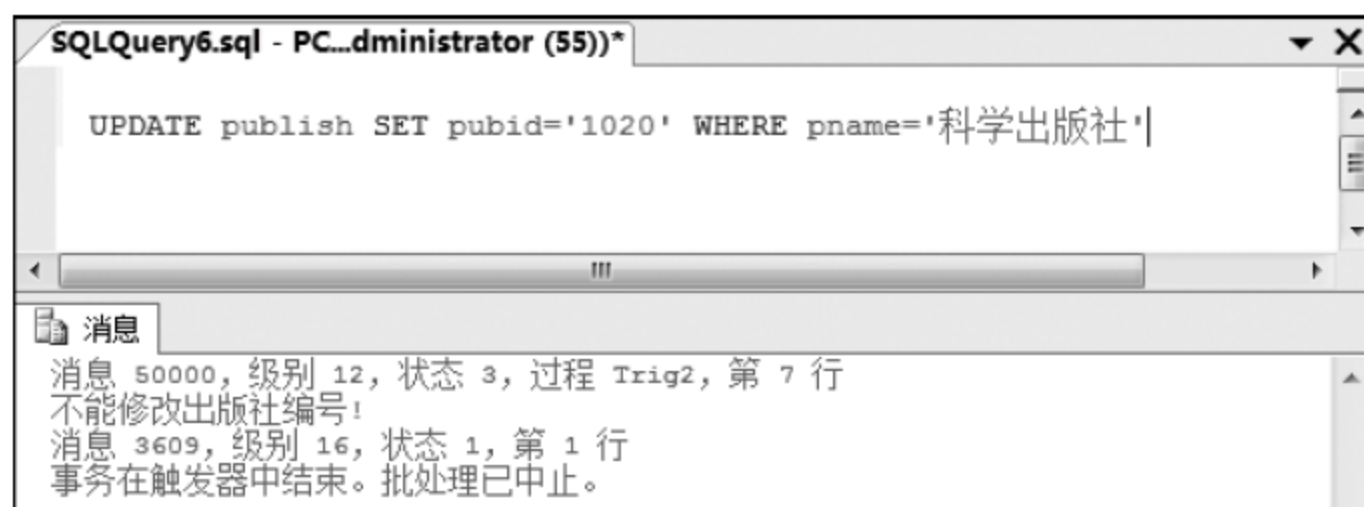 SQLQuery6.sql - PC...dministrator (55))*
UPDATE publish SET pubid='1020' WHERE pname='科学出版社'
消息
消息 50000，级别 12，状态 3，过程 Trig2，第 7 行
不能修改出版社编号！
消息 3609，级别 16，状态 1，第 1 行
事务在触发器中结束。批处理已中止。